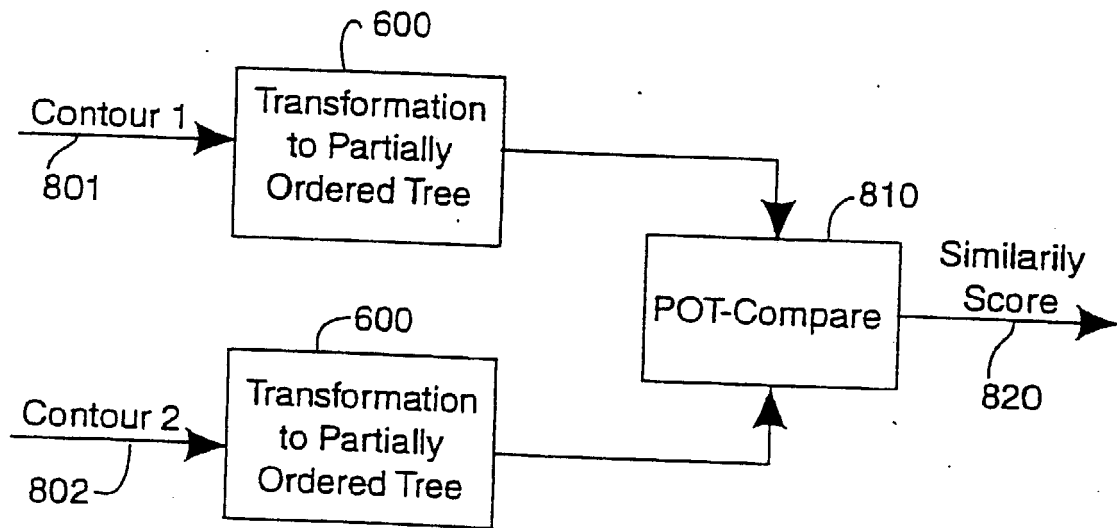 600
Contour 1
801
Transformation
to Partially
Ordered Tree
810
Similarily
Score
POT-Compare
820
600
Contour 2
802
Transformation
to Partially
Ordered Tree